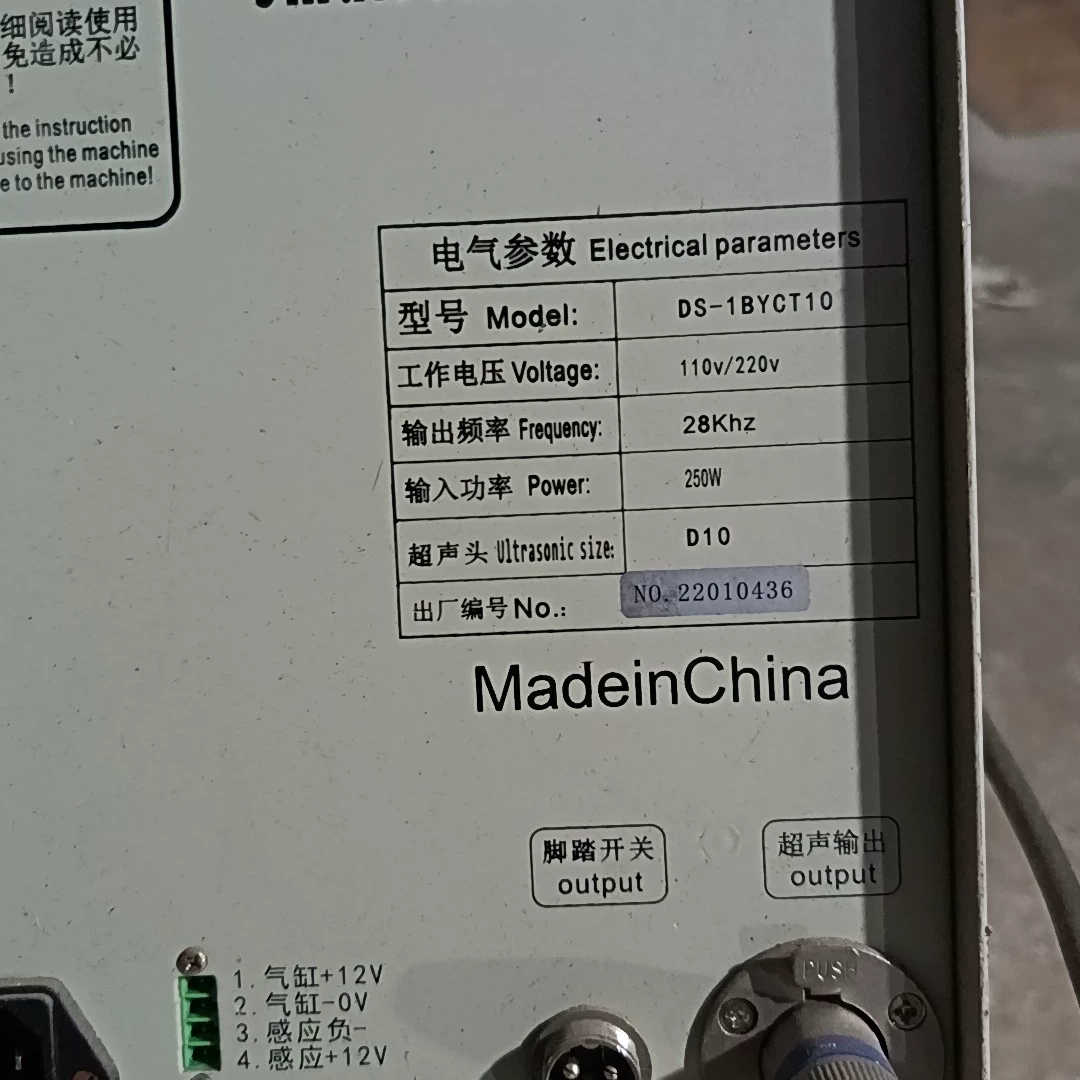 细阅读使用
免造成不必
!
the instruction
using the machine
e to the machine!
电气参数 Electrical parameters
型号 Model: DS-1BYCT10
工作电压 Voltage: 110v/220v
输出频率 Frequency: 28Khz
输入功率 Power: 250W
超声头 Ultrasonic size: D10
出厂编号 No.: NO. 22010436
MadeinChina
脚踏开关
output
超声输出
output
PUSH
1. 气缸+12V
2. 气缸-0V
3. 感应负-
4. 感应+12V